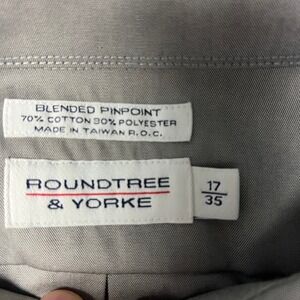 BLENDED PINPOINT
70% COTTON 30% POLYESTER
MADE IN TAIWAN R.O.C.
ROUNDTREE
& YORKE
17
35